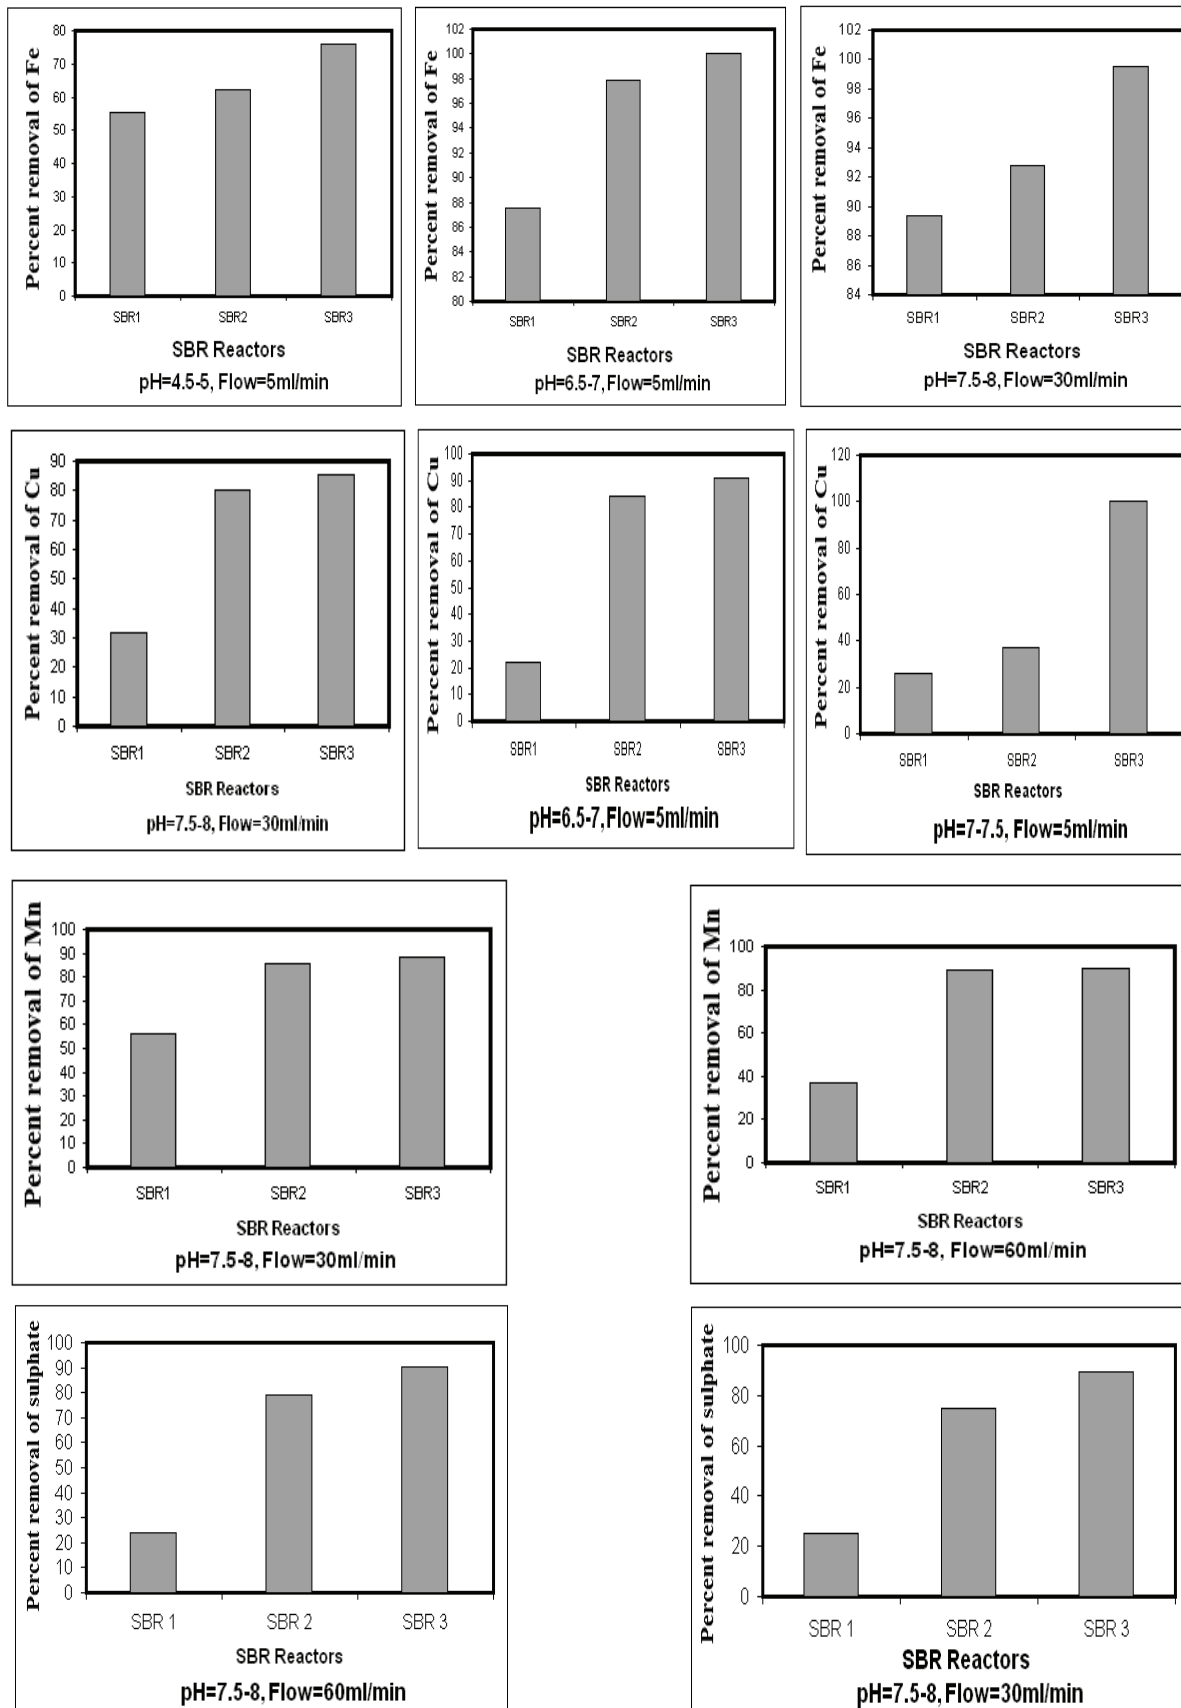 Percent removal of Fe
80
70
60
50
40
30
20
10
0
SBR1 SBR2 SBR3
SBR Reactors
pH=4.5-5, Flow=5ml/min
Percent removal of Fe
102
100
98
96
94
92
90
88
86
84
82
80
SBR1 SBR2 SBR3
SBR Reactors
pH=6.5-7, Flow=5ml/min
Percent removal of Fe
102
100
98
96
94
92
90
88
86
84
SBR1 SBR2 SBR3
SBR Reactors
pH=7.5-8, Flow=30ml/min
Percent removal of Cu
90
80
70
60
50
40
30
20
10
0
SBR1 SBR2 SBR3
SBR Reactors
pH=7.5-8, Flow=30ml/min
Percent removal of Cu
100
90
80
70
60
50
40
30
20
10
0
SBR1 SBR2 SBR3
SBR Reactors
pH=6.5-7, Flow=5ml/min
Percent removal of Cu
120
100
80
60
40
20
0
SBR1 SBR2 SBR3
SBR Reactors
pH=7-7.5, Flow=5ml/min
Percent removal of Mn
100
90
80
70
60
50
40
30
20
10
0
SBR1 SBR2 SBR3
SBR Reactors
pH=7.5-8, Flow=30ml/min
Percent removal of Mn
100
80
60
40
20
0
SBR1 SBR2 SBR3
SBR Reactors
pH=7.5-8, Flow=60ml/min
Percent removal of sulphate
100
90
80
70
60
50
40
30
20
10
0
SBR 1 SBR 2 SBR 3
SBR Reactors
pH=7.5-8, Flow=60ml/min
Percent removal of sulphate
100
80
60
40
20
0
SBR 1 SBR 2 SBR 3
SBR Reactors
pH=7.5-8, Flow=30ml/min